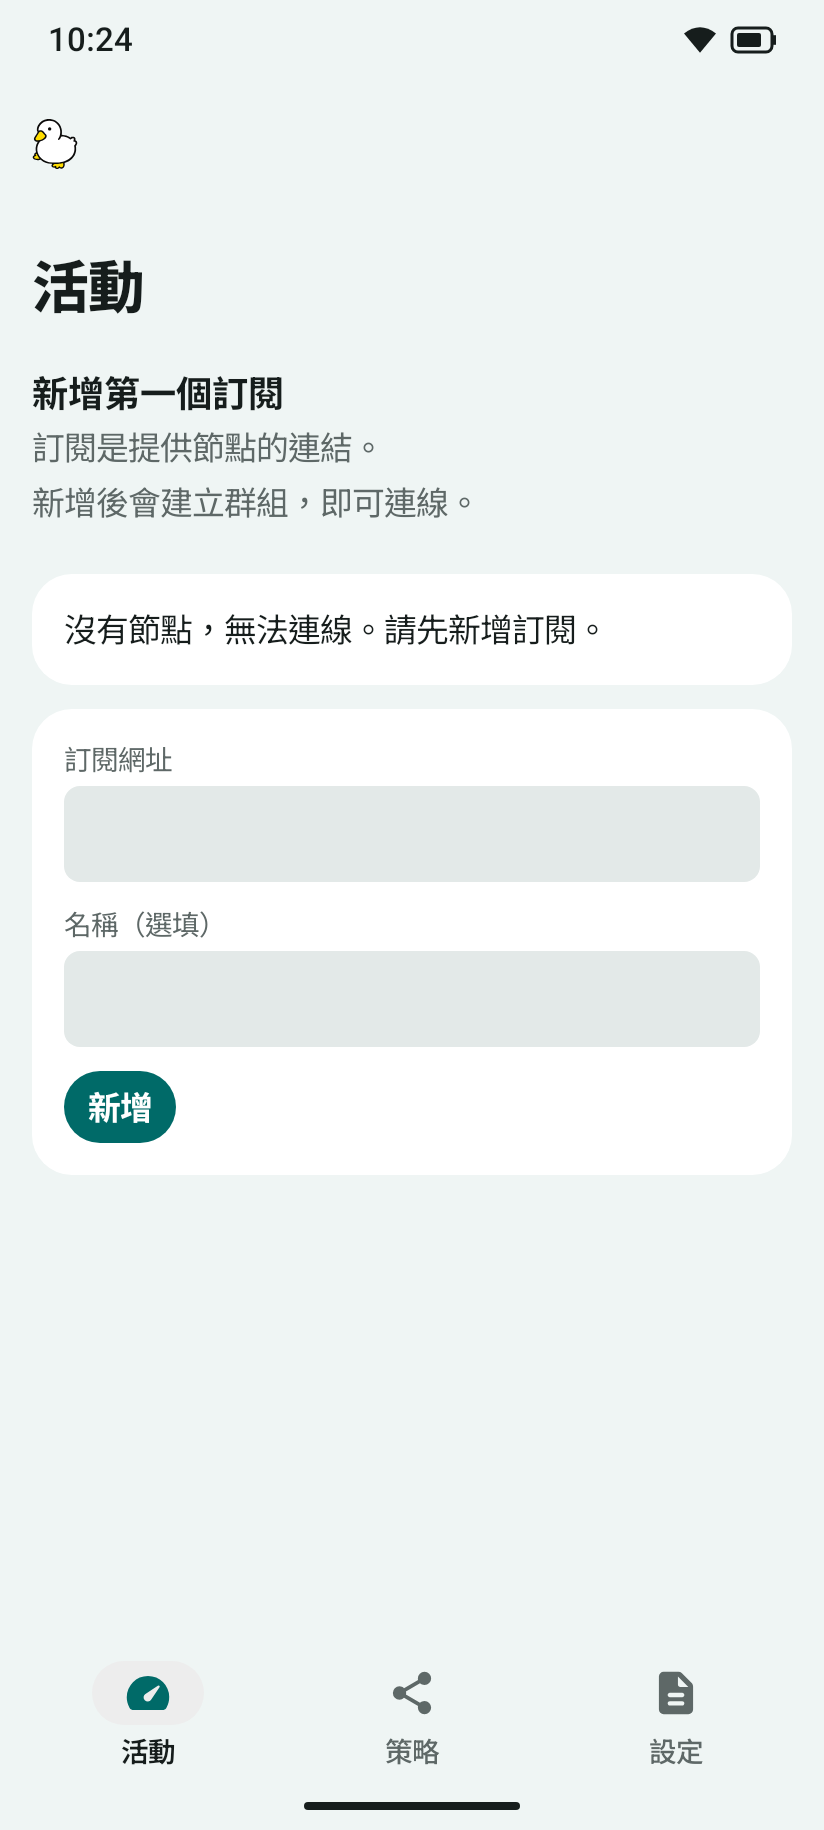 10:24
活動
新增第一個訂閱
訂閱是提供節點的連結。
新增後會建立群組，即可連線。
沒有節點，無法連線。請先新增訂閱。
訂閱網址
名稱（選填）
新增
活動
策略
設定